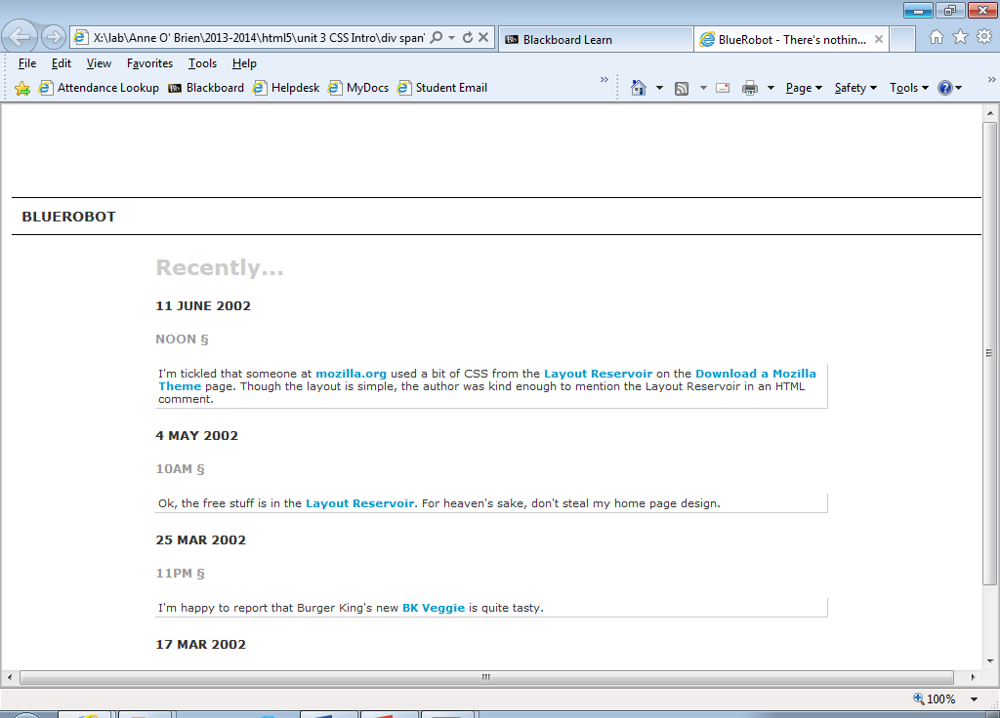 X:\lab\Anne O' Brien\2013-2014\html5\unit 3 CSS Intro\div span'
Blackboard Learn
BlueRobot - There's nothin...
File Edit View Favorites Tools Help
Attendance Lookup Bb Blackboard Helpdesk MyDocs Student Email
Page Safety Tools
BLUEROBOT
Recently...
11 JUNE 2002
NOON §
I'm tickled that someone at mozilla.org used a bit of CSS from the Layout Reservoir on the Download a Mozilla
Theme page. Though the layout is simple, the author was kind enough to mention the Layout Reservoir in an HTML
comment.
4 MAY 2002
10AM §
Ok, the free stuff is in the Layout Reservoir. For heaven's sake, don't steal my home page design.
25 MAR 2002
11PM §
I'm happy to report that Burger King's new BK Veggie is quite tasty.
17 MAR 2002
100%